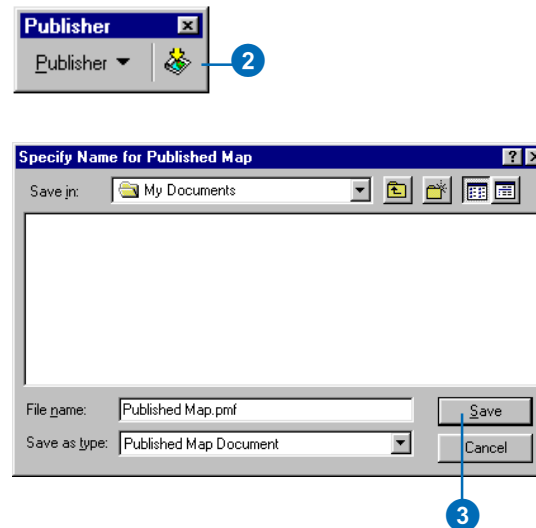 Publisher
Publisher
2
Specify Name for Published Map
Save in: My Documents
File name: Published Map.pmf Save
Save as type: Published Map Document Cancel
3